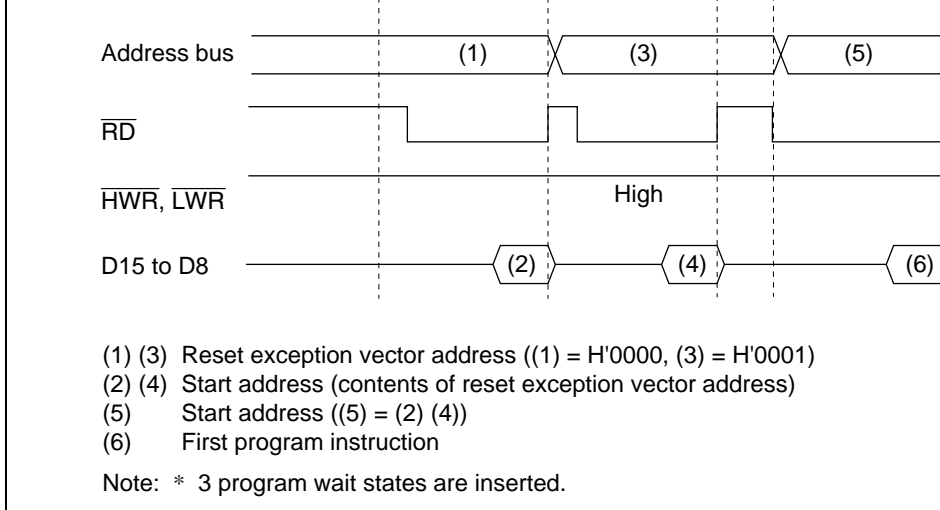 Address bus (1) (3) (5)
RD
HWR, LWR High
D15 to D8 (2) (4) (6)
(1) (3) Reset exception vector address ((1) = H'0000, (3) = H'0001)
(2) (4) Start address (contents of reset exception vector address)
(5) Start address ((5) = (2) (4))
(6) First program instruction
Note: * 3 program wait states are inserted.